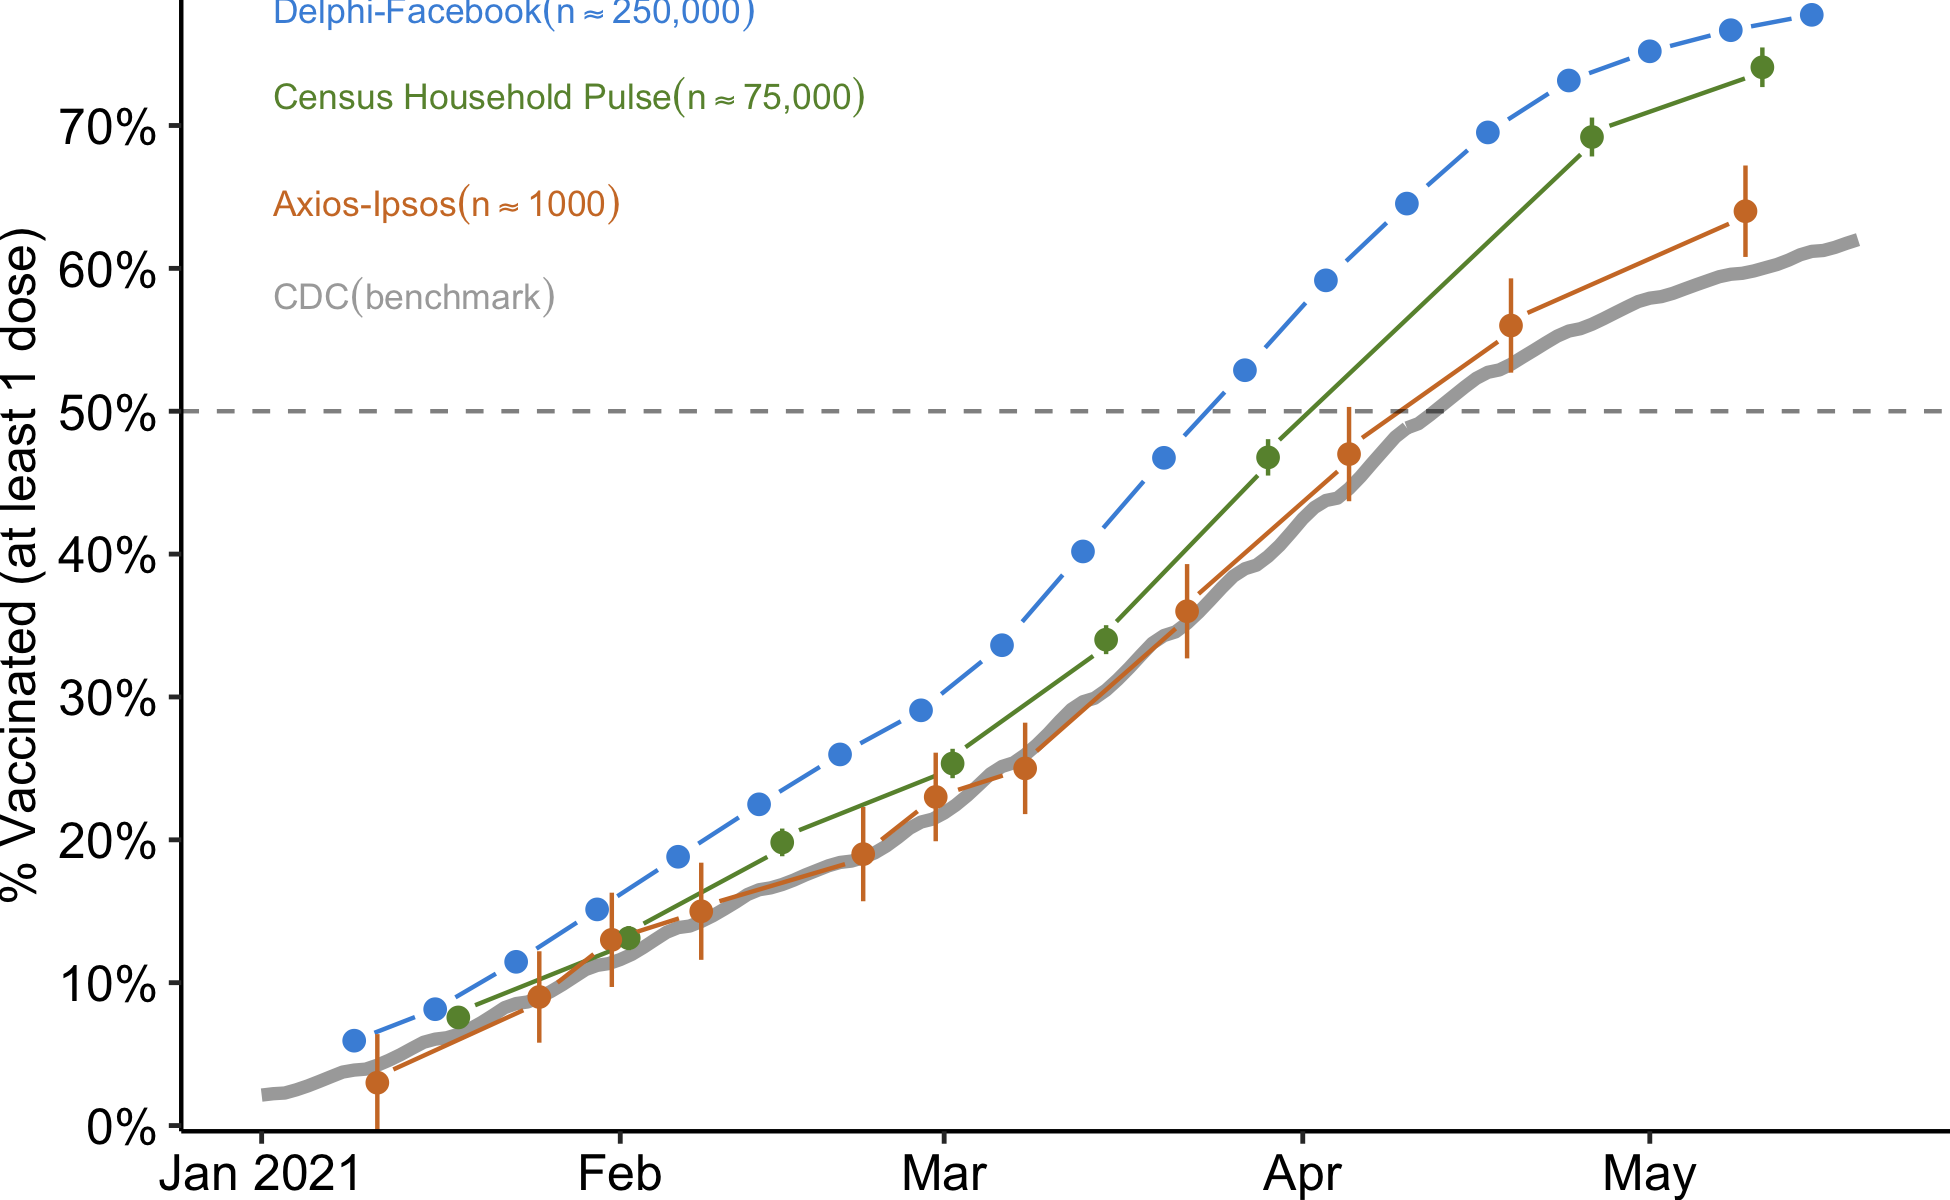 Delphi-Facebook(n ≈ 250,000)
Census Household Pulse(n ≈ 75,000)
Axios-Ipsos(n ≈ 1000)
CDC(benchmark)
% Vaccinated (at least 1 dose)
70%
60%
50%
40%
30%
20%
10%
0%
Jan 2021 Feb Mar Apr May